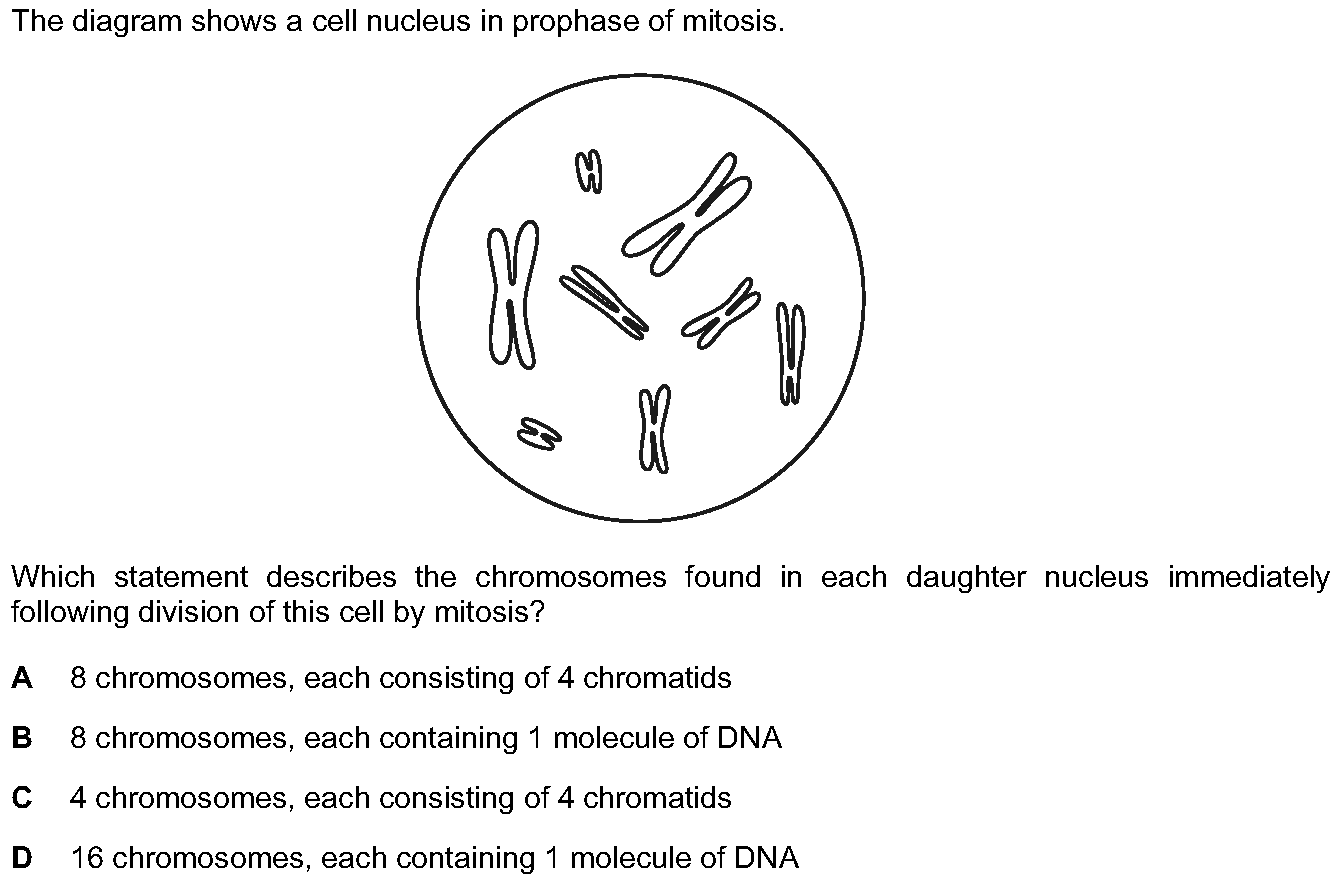 The diagram shows a cell nucleus in prophase of mitosis.
Which statement describes the chromosomes found in each daughter nucleus immediately
following division of this cell by mitosis?
A 8 chromosomes, each consisting of 4 chromatids
B 8 chromosomes, each containing 1 molecule of DNA
C 4 chromosomes, each consisting of 4 chromatids
D 16 chromosomes, each containing 1 molecule of DNA